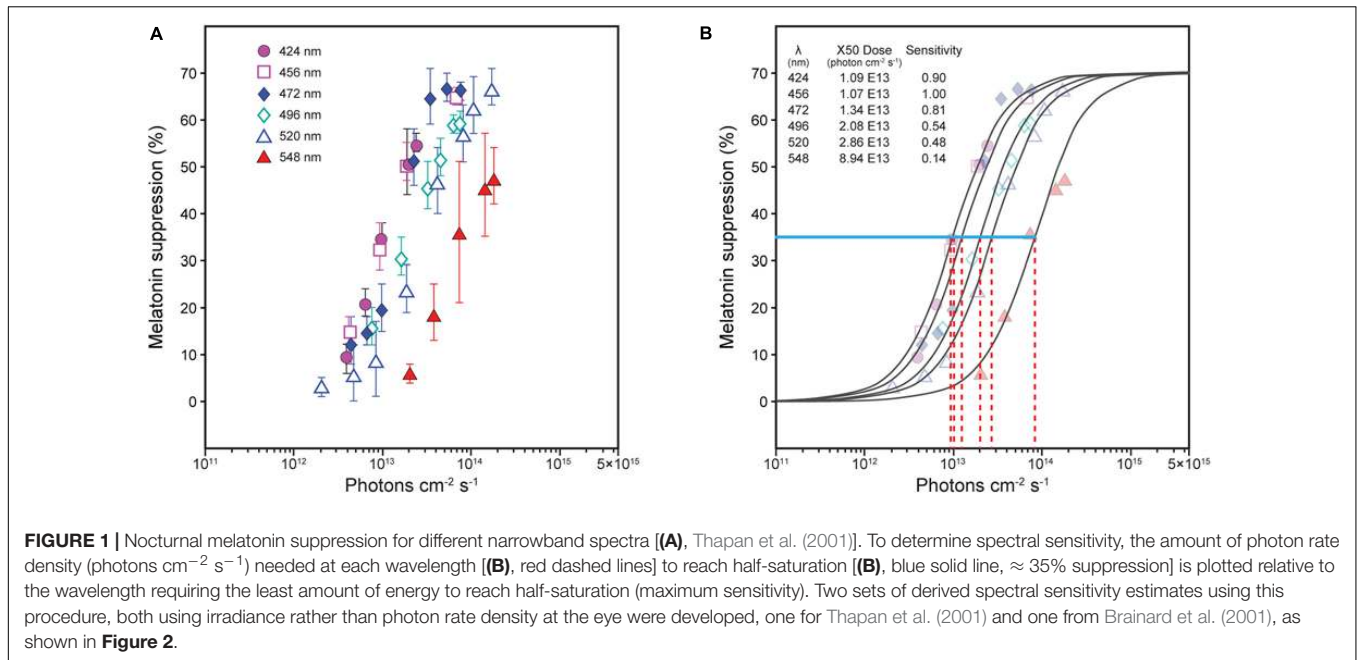 A
424 nm
456 nm
472 nm
496 nm
520 nm
548 nm
Melatonin suppression (%)
70
60
50
40
30
20
10
0
10¹¹
10¹²
10¹³
10¹⁴
10¹⁵
5×10¹⁵
Photons cm⁻² s⁻¹
B
λ X50 Dose Sensitivity
(nm) (photon cm⁻² s⁻¹)
424 1.09 E13 0.90
456 1.07 E13 1.00
472 1.34 E13 0.81
496 2.08 E13 0.54
520 2.86 E13 0.48
548 8.94 E13 0.14
Melatonin suppression (%)
70
60
50
40
30
20
10
0
10¹¹
10¹²
10¹³
10¹⁴
10¹⁵
5×10¹⁵
Photons cm⁻² s⁻¹
FIGURE 1 | Nocturnal melatonin suppression for different narrowband spectra [(A), Thapan et al. (2001)]. To determine spectral sensitivity, the amount of photon rate
density (photons cm⁻² s⁻¹) needed at each wavelength [(B), red dashed lines] to reach half-saturation [(B), blue solid line, ≈ 35% suppression] is plotted relative to
the wavelength requiring the least amount of energy to reach half-saturation (maximum sensitivity). Two sets of derived spectral sensitivity estimates using this
procedure, both using irradiance rather than photon rate density at the eye were developed, one for Thapan et al. (2001) and one from Brainard et al. (2001), as
shown in Figure 2.